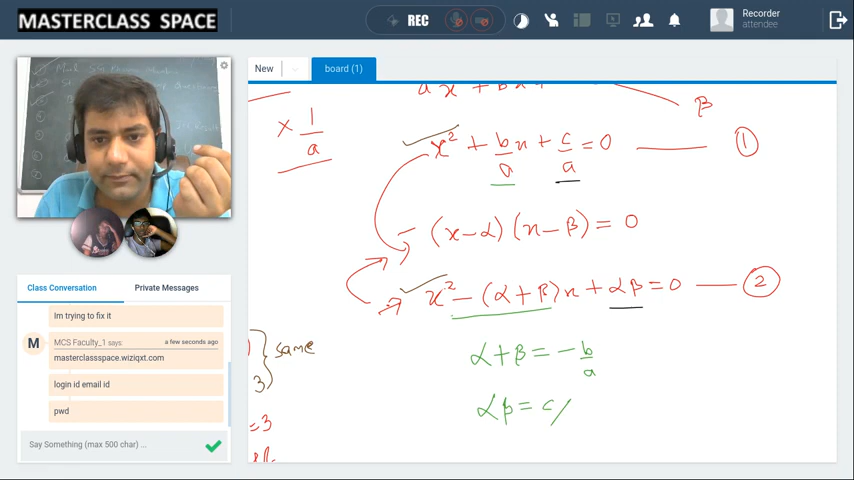 MASTERCLASS SPACE
REC
Recorder
attendee
New
board (1)
Class Conversation
Private Messages
Im trying to fix it
M
MCS Faculty_1 says
a few seconds ago
masterclassspace.wiziqxt.com
login id email id
pwd
Say Something (max 500 char) ...
β
× 1/a
x² + b/a x + c/a = 0 —— ①
(x-α) (x-β) = 0
x² - (α+β)x + αβ = 0 —— ②
α+β = - b/a
αβ = c/
same
3
=3